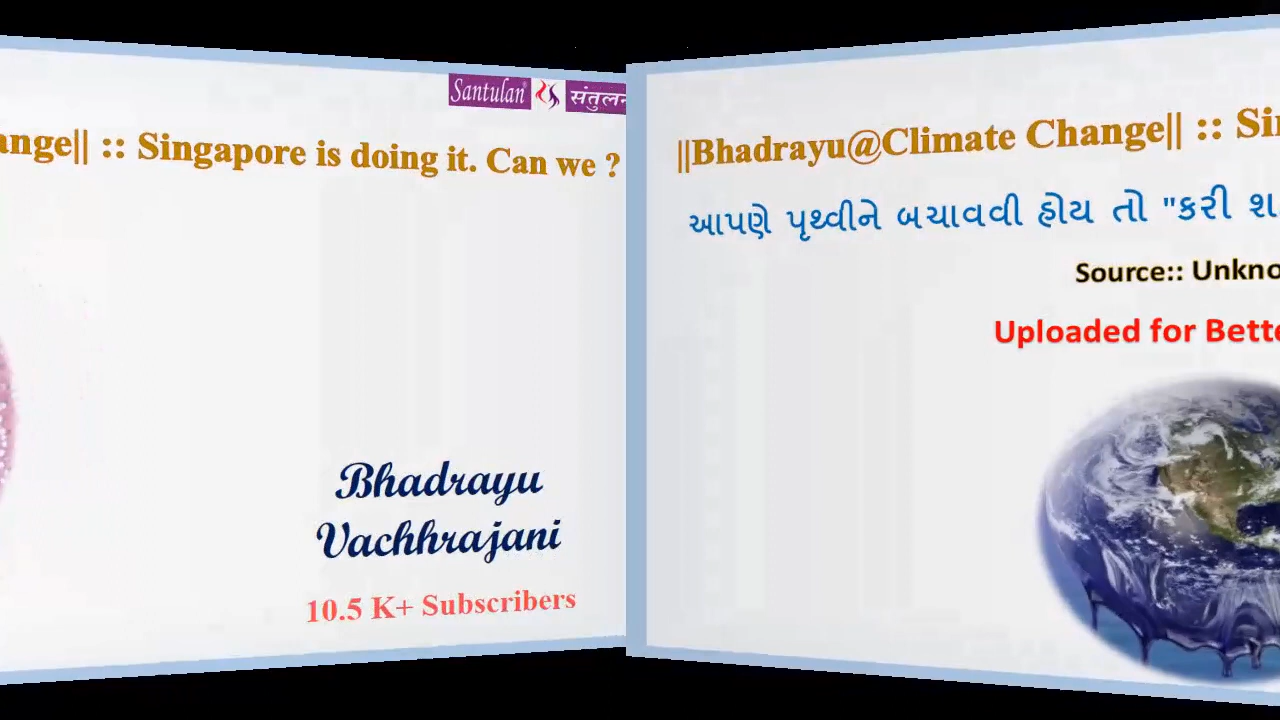 Santulan संतुलन
ange|| :: Singapore is doing it. Can we ?
Bhadrayu
Vachhrajani
10.5 K+ Subscribers
||Bhadrayu@Climate Change|| :: Si
આપણે પૃથ્વીને બચાવવી હોય તો "કરી શ
Source:: Unkno
Uploaded for Bette